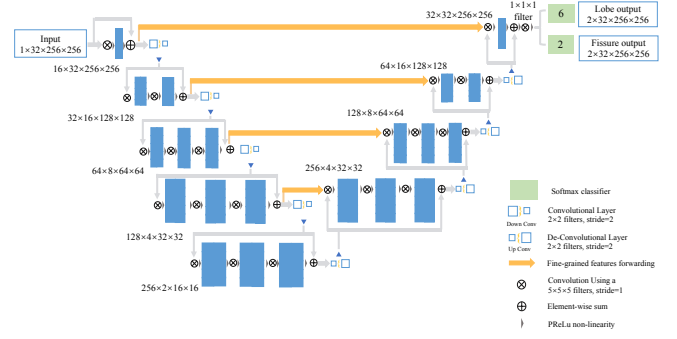 Input
1×32×256×256
16×32×256×256
32×16×128×128
64×8×64×64
128×4×32×32
256×2×16×16
32×32×256×256
1×1×1
filter
6
Lobe output
2×32×256×256
2
Fissure output
2×32×256×256
64×16×128×128
128×8×64×64
256×4×32×32
Softmax classifier
Down Conv
Convolutional Layer
2×2 filters, stride=2
Up Conv
De-Convolutional Layer
2×2 filters, stride=2
Fine-grained features forwarding
Convolution Using a
5×5×5 filters, stride=1
Element-wise sum
PReLu non-linearity